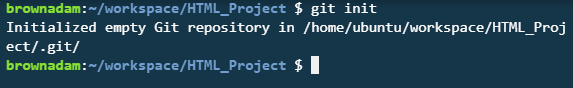 brownadam:~/workspace/HTML_Project $ git init
Initialized empty Git repository in /home/ubuntu/workspace/HTML_Proj
ect/.git/
brownadam:~/workspace/HTML_Project $